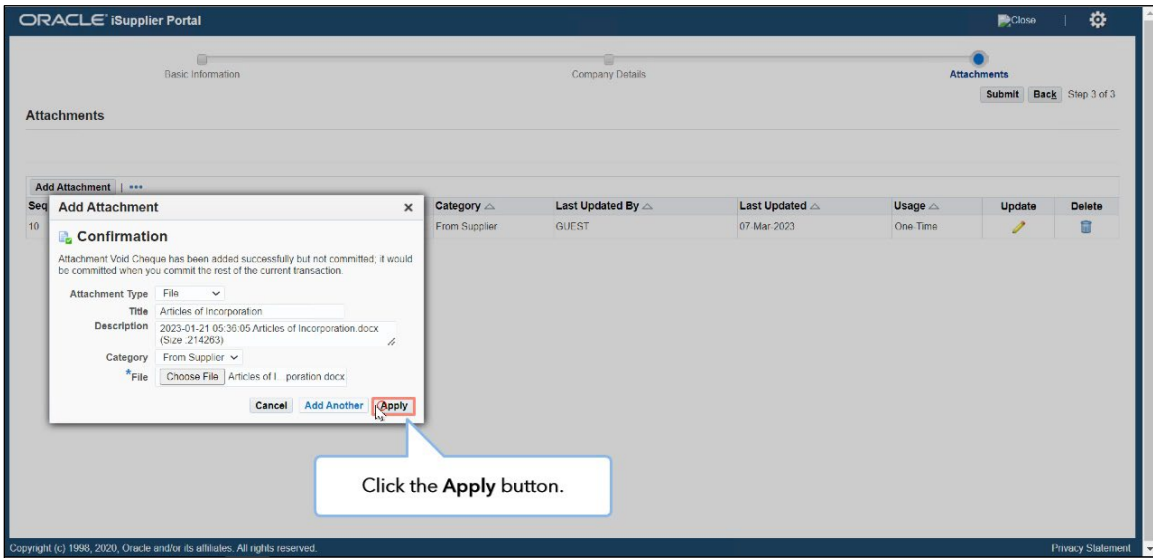 ORACLE® iSupplier Portal
Close
Basic Information
Company Details
Attachments
Submit Back Step 3 of 3
Attachments
Add Attachment | •••
Seq Category Last Updated By Last Updated Usage Update Delete
10 From Supplier GUEST 07-Mar-2023 One-Time
Add Attachment ×
Confirmation
Attachment Void Cheque has been added successfully but not committed; it would
be committed when you commit the rest of the current transaction.
Attachment Type File
Title Articles of Incorporation
Description 2023-01-21 05:36:05 Articles of Incorporation.docx
(Size :214263)
Category From Supplier
*File Choose File Articles of I...poration.docx
Cancel Add Another Apply
Click the Apply button.
Copyright (c) 1998, 2020, Oracle and/or its affiliates. All rights reserved.
Privacy Statement